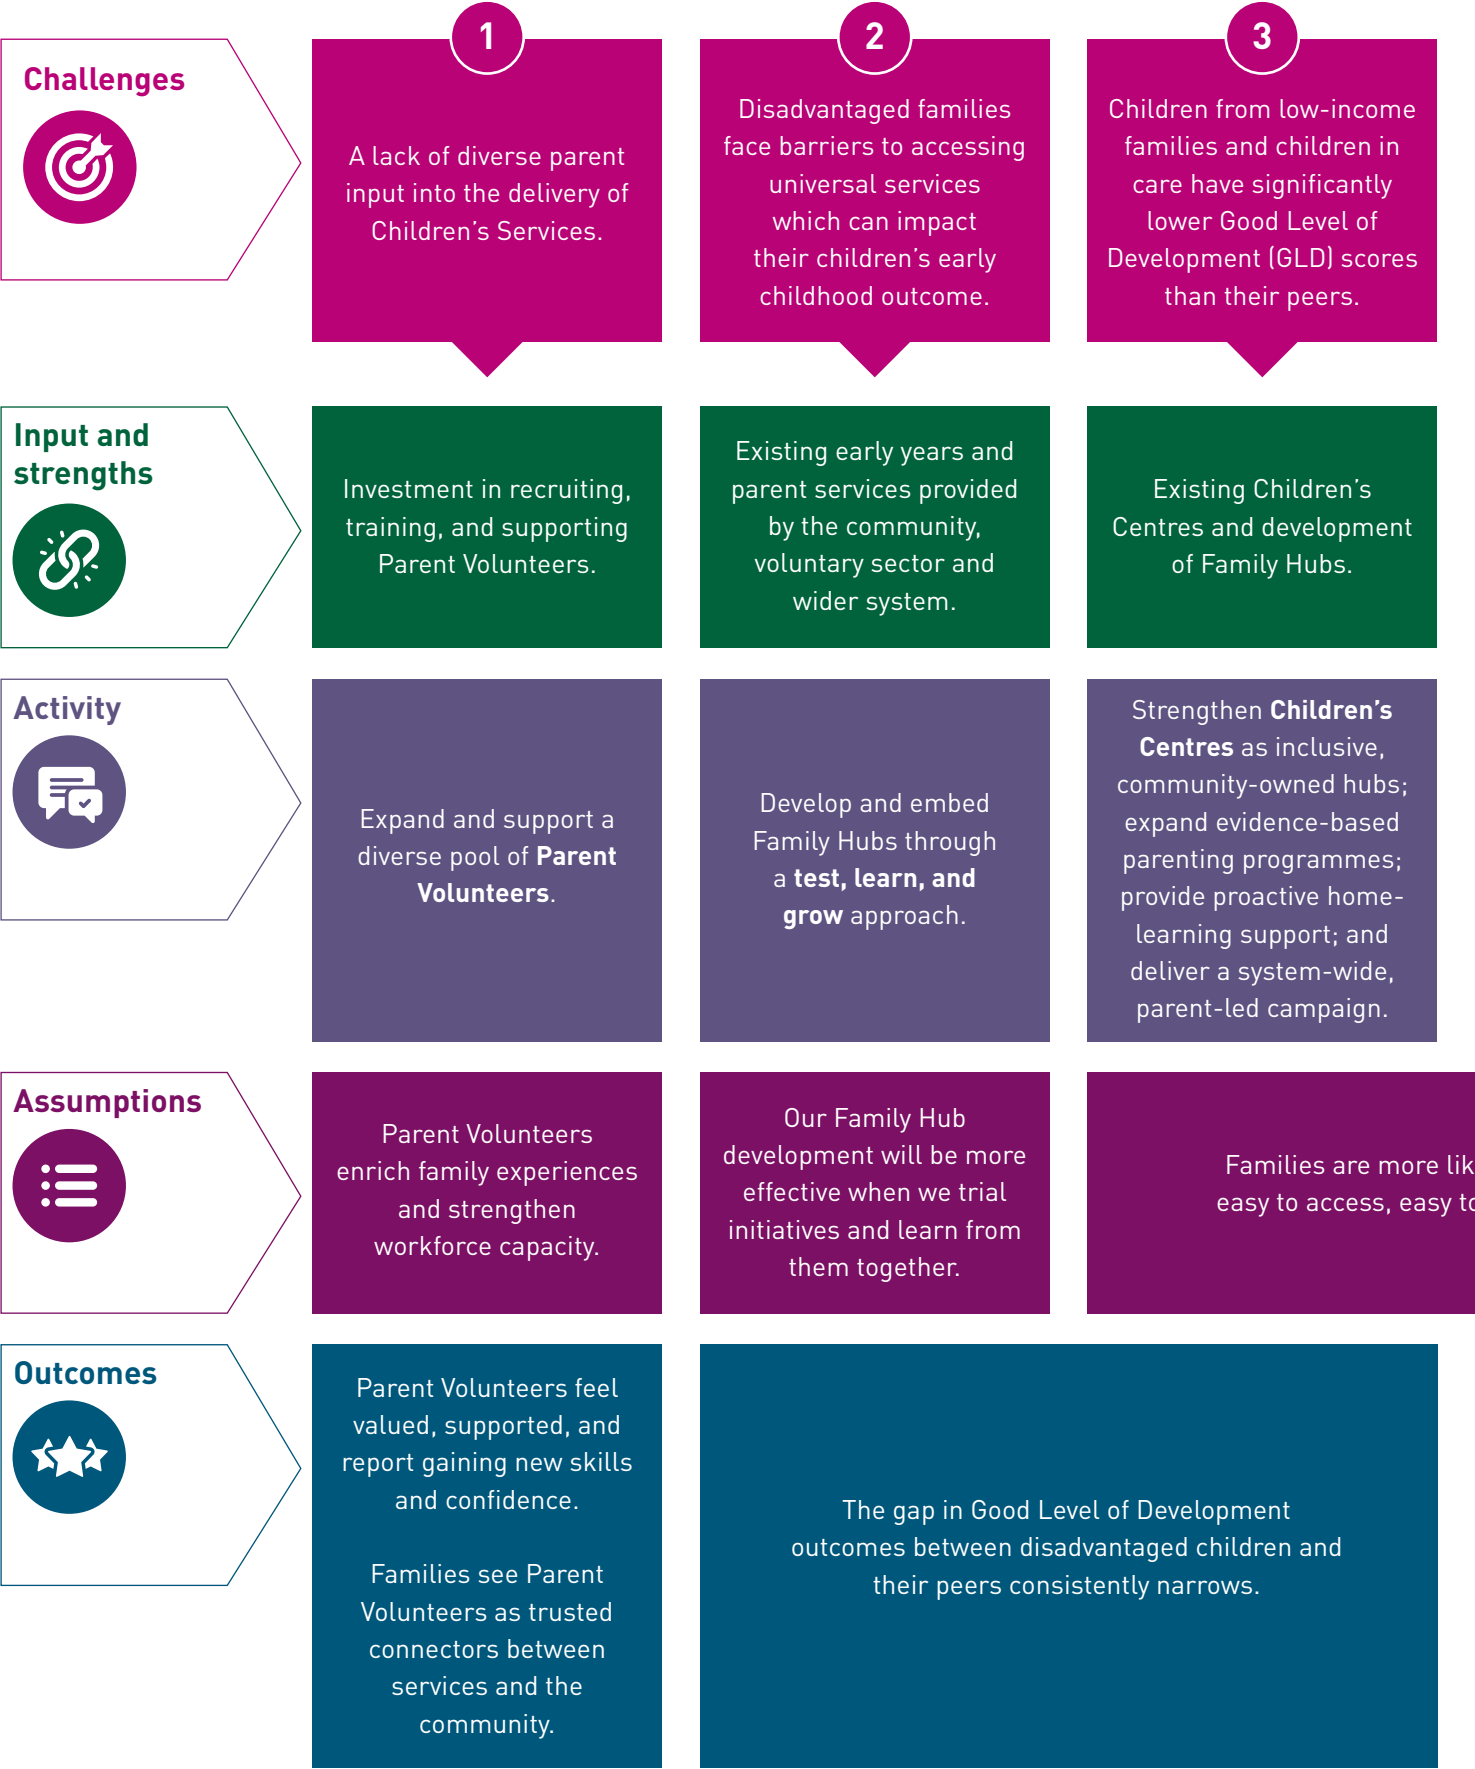 1
2
3
Challenges
A lack of diverse parent
input into the delivery of
Children’s Services.
Disadvantaged families
face barriers to accessing
universal services
which can impact
their children’s early
childhood outcome.
Children from low-income
families and children in
care have significantly
lower Good Level of
Development (GLD) scores
than their peers.
Input and
strengths
Investment in recruiting,
training, and supporting
Parent Volunteers.
Existing early years and
parent services provided
by the community,
voluntary sector and
wider system.
Existing Children’s
Centres and development
of Family Hubs.
Activity
Expand and support a
diverse pool of Parent
Volunteers.
Develop and embed
Family Hubs through
a test, learn, and
grow approach.
Strengthen Children’s
Centres as inclusive,
community-owned hubs;
expand evidence-based
parenting programmes;
provide proactive home-
learning support; and
deliver a system-wide,
parent-led campaign.
Assumptions
Parent Volunteers
enrich family experiences
and strengthen
workforce capacity.
Our Family Hub
development will be more
effective when we trial
initiatives and learn from
them together.
Families are more
easy to access, easy
Outcomes
Parent Volunteers feel
valued, supported, and
report gaining new skills
and confidence.
Families see Parent
Volunteers as trusted
connectors between
services and the
community.
The gap in Good Level of Development
outcomes between disadvantaged children and
their peers consistently narrows.